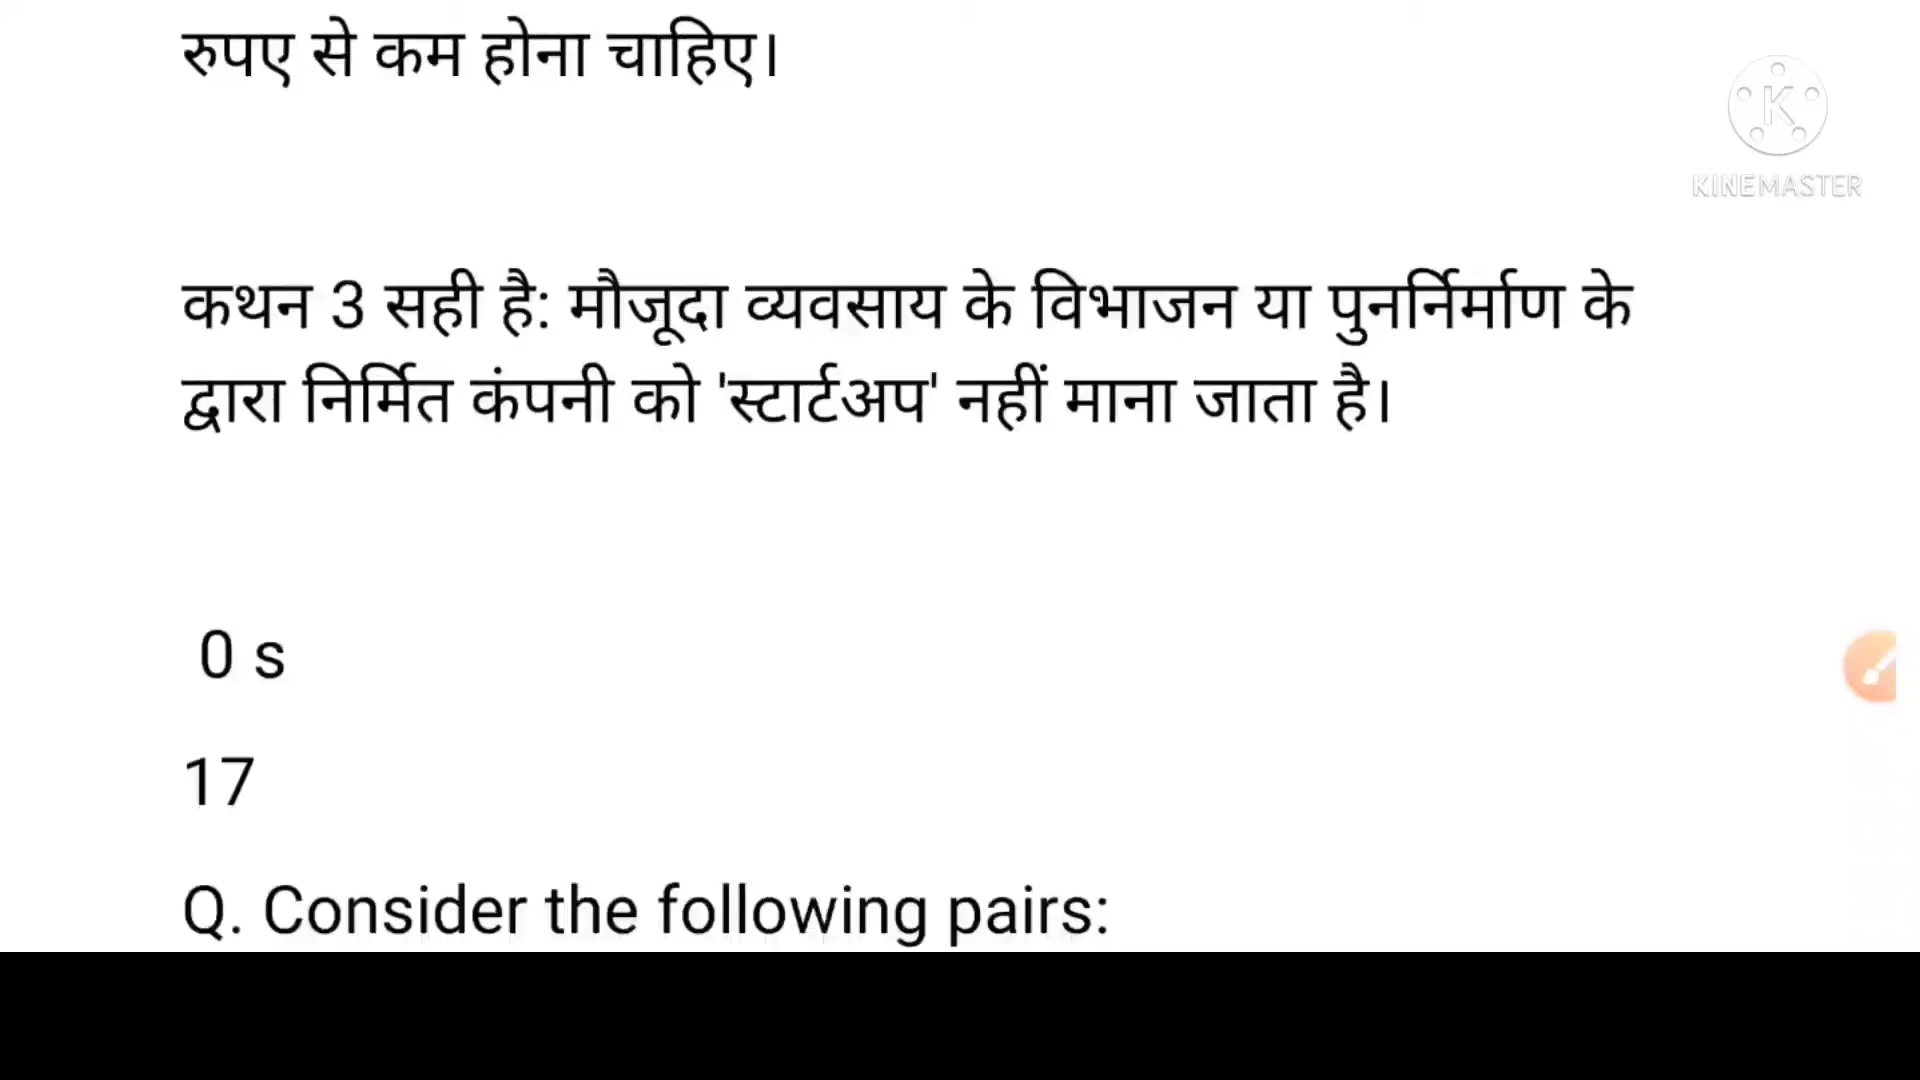 रुपए से कम होना चाहिए।
KINEMASTER
कथन 3 सही है: मौजूदा व्यवसाय के विभाजन या पुनर्निर्माण के
द्वारा निर्मित कंपनी को 'स्टार्टअप' नहीं माना जाता है।
0 s
17
Q. Consider the following pairs: